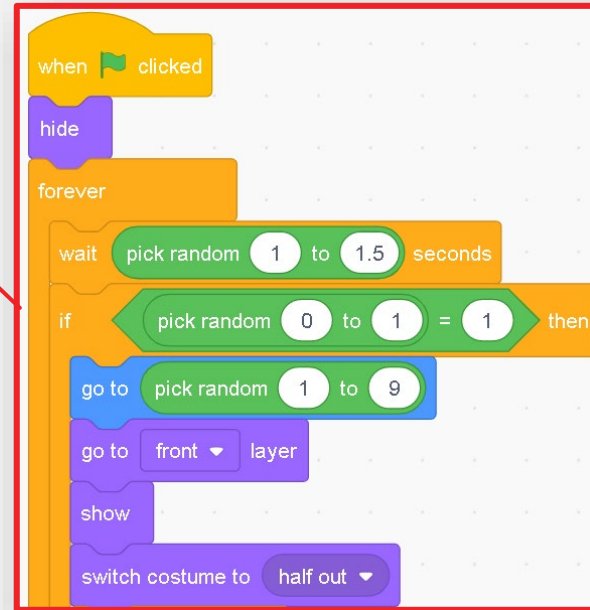 when clicked
hide
forever
wait pick random 1 to 1.5 seconds
if pick random 0 to 1 = 1 then
go to pick random 1 to 9
go to front layer
show
switch costume to half out